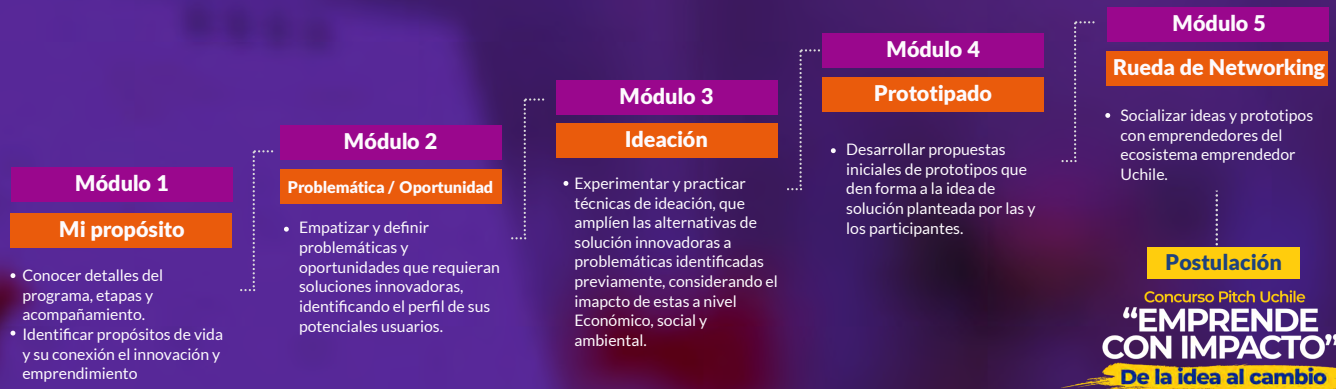 Módulo 1
Mi propósito
• Conocer detalles del
programa, etapas y
acompañamiento.
• Identificar propósitos de vida
y su conexión el innovación y
emprendimiento
Módulo 2
Problemática / Oportunidad
• Empatizar y definir
problemáticas y
oportunidades que requieran
soluciones innovadoras,
identificando el perfil de sus
potenciales usuarios.
Módulo 3
Ideación
• Experimentar y practicar
técnicas de ideación, que
amplíen las alternativas de
solución innovadoras a
problemáticas identificadas
previamente, considerando el
imapcto de estas a nivel
Económico, social y
ambiental.
Módulo 4
Prototipado
• Desarrollar propuestas
iniciales de prototipos que
den forma a la idea de
solución planteada por las y
los participantes.
Módulo 5
Rueda de Networking
• Socializar ideas y prototipos
con emprendedores del
ecosistema emprendedor
Uchile.
Postulación
Concurso Pitch Uchile
“EMPRENDE
CON IMPACTO”
De la idea al cambio